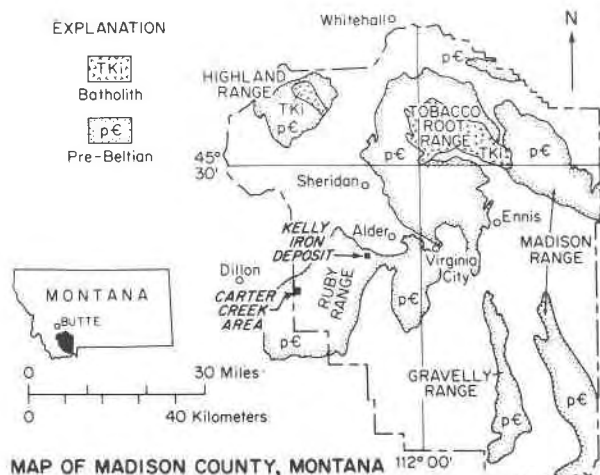 EXPLANATION
TKi
Batholith
p€
Pre-Beltian
Whitehall
N
p€
HIGHLAND
RANGE
TKi
p€
TOBACCO
ROOT
RANGE
p€
TKi
p€
45°
30'
Sheridan
Ennis
KELLY
IRON
DEPOSIT
Alder
Virginia
City
MADISON
RANGE
Dillon
CARTER
CREEK
AREA
RUBY
RANGE
p€
p€
MONTANA
BUTTE
GRAVELLY
RANGE
p€
p€
0 30 Miles
0 40 Kilometers
MAP OF MADISON COUNTY, MONTANA 112°00'